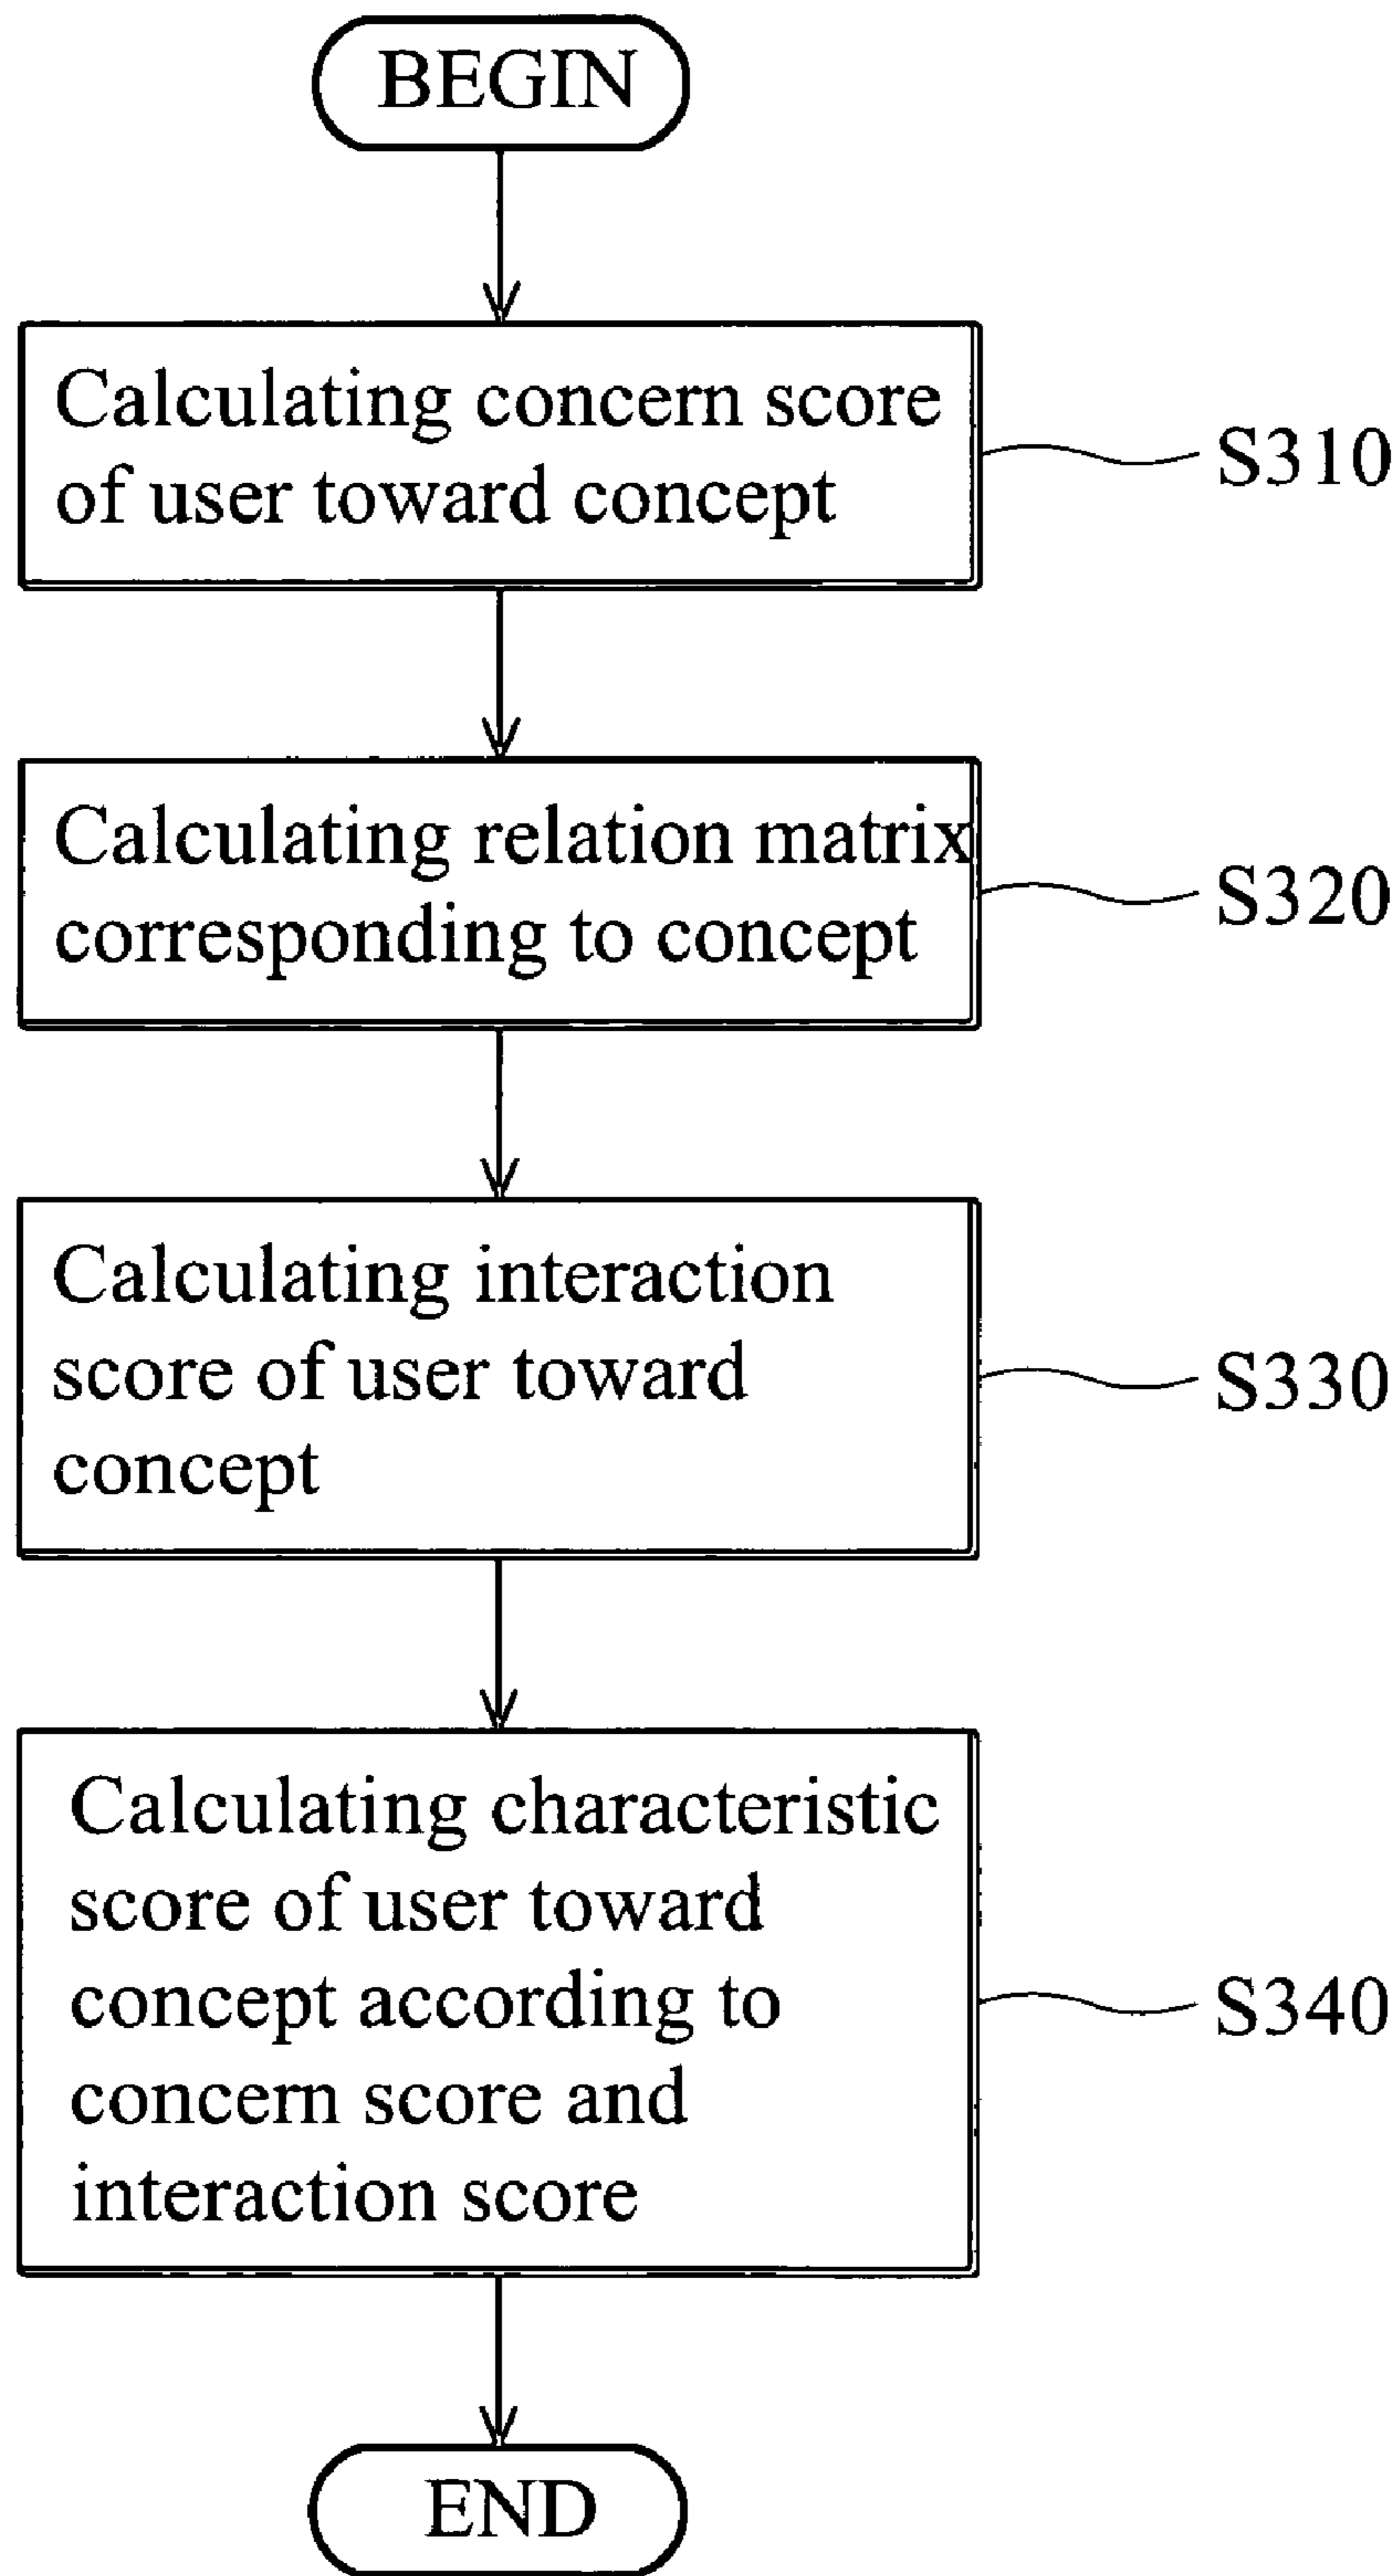 BEGIN
Calculating concern score
of user toward concept
S310
Calculating relation matrix
corresponding to concept
S320
Calculating interaction
score of user toward
concept
S330
Calculating characteristic
score of user toward
concept according to
concern score and
interaction score
S340
END